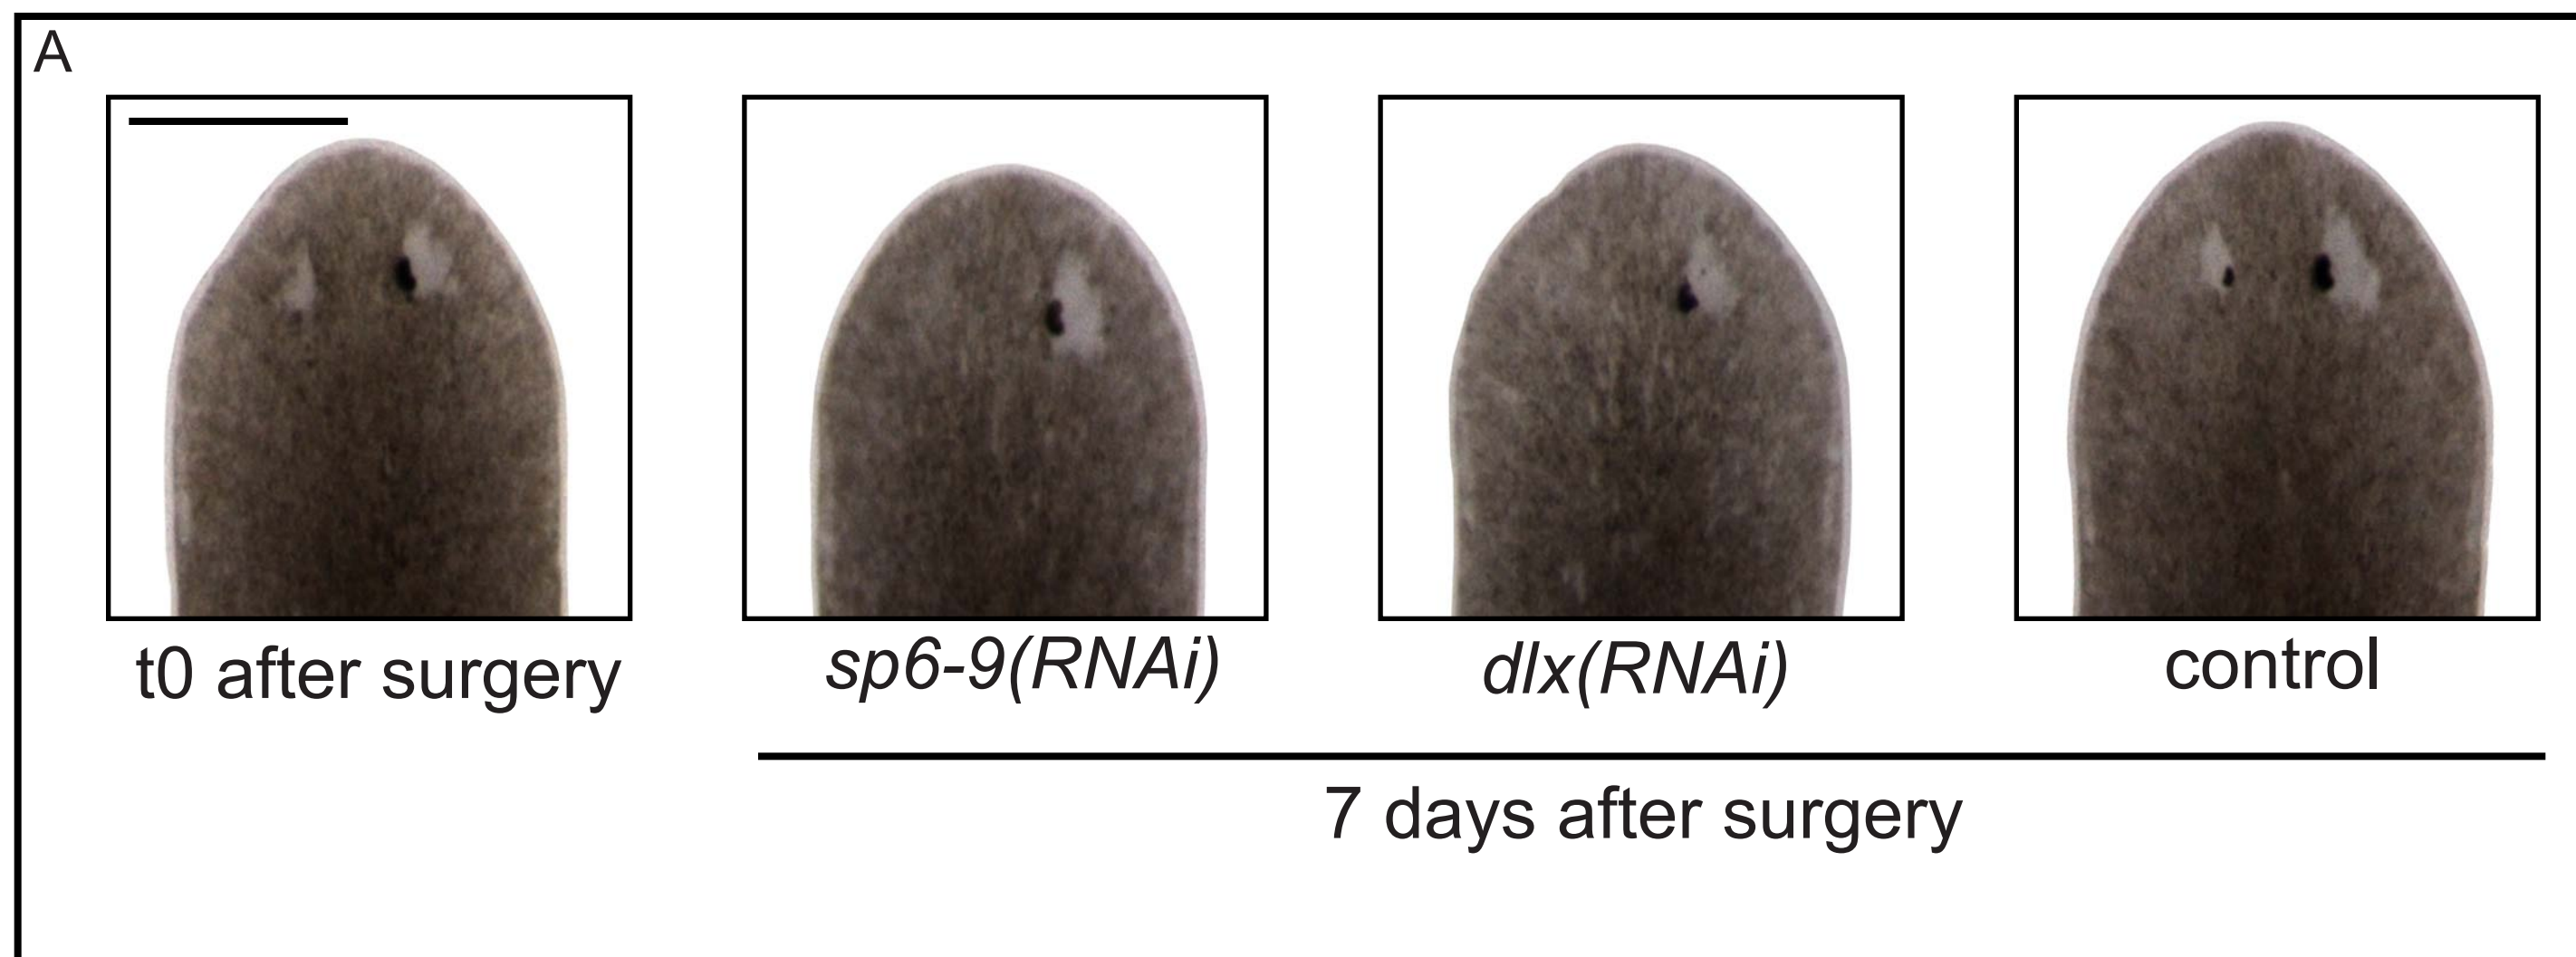 A
t0 after surgery
sp6-9(RNAi)
dlx(RNAi)
control
7 days after surgery